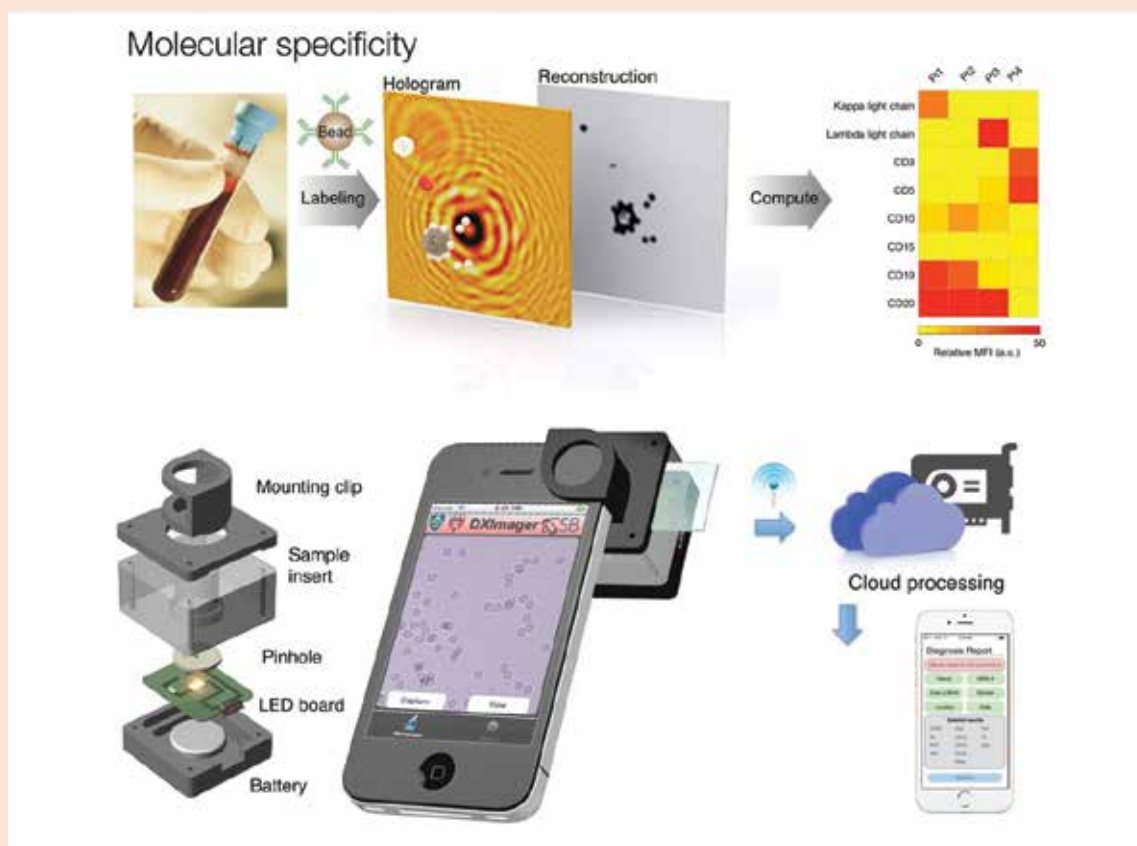 Molecular specificity
Bead
Labeling
Hologram
Reconstruction
Compute
Pt1
Pt2
Pt3
Pt4
Kappa light chain
Lambda light chain
CD3
CD5
CD10
CD15
CD19
CD20
0
50
Relative MFI (a.u.)
Mounting clip
Sample
insert
Pinhole
LED board
Battery
DXImager
Cloud processing
Diagnosis Report